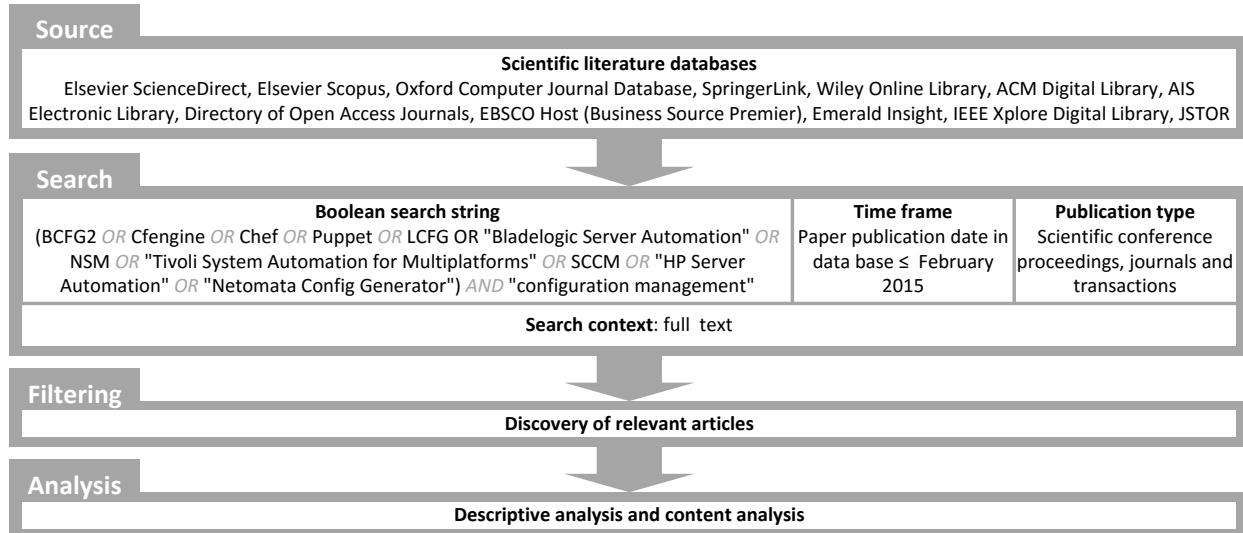 Source
Scientific literature databases
Elsevier ScienceDirect, Elsevier Scopus, Oxford Computer Journal Database, SpringerLink, Wiley Online Library, ACM Digital Library, AIS
Electronic Library, Directory of Open Access Journals, EBSCO Host (Business Source Premier), Emerald Insight, IEEE Xplore Digital Library, JSTOR
Search
Boolean search string
(BCFG2 OR Cfengine OR Chef OR Puppet OR LCFG OR "Bladelogic Server Automation" OR
NSM OR "Tivoli System Automation for Multiplatforms" OR SCCM OR "HP Server
Automation" OR "Netomata Config Generator") AND "configuration management"
Time frame
Paper publication date in
data base ≤ February
2015
Publication type
Scientific conference
proceedings, journals and
transactions
Search context: full text
Filtering
Discovery of relevant articles
Analysis
Descriptive analysis and content analysis